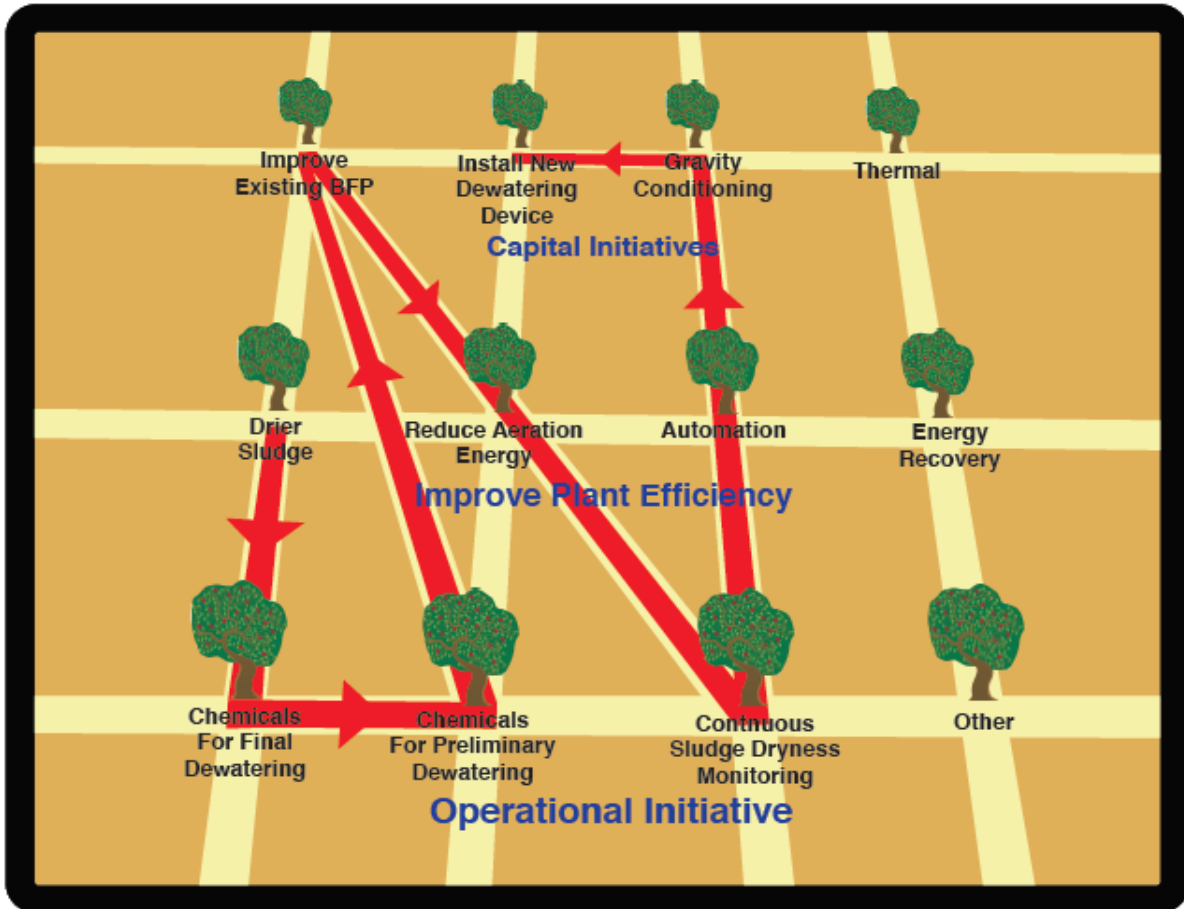 Improve
Existing BFP
Install New
Dewatering
Device
Gravity
Conditioning
Thermal
Capital Initiatives
Drier
Sludge
Reduce Aeration
Energy
Automation
Energy
Recovery
Improve Plant Efficiency
Chemicals
For Final
Dewatering
Chemicals
For Preliminary
Dewatering
Contnuous
Sludge Dryness
Monitoring
Other
Operational Initiative